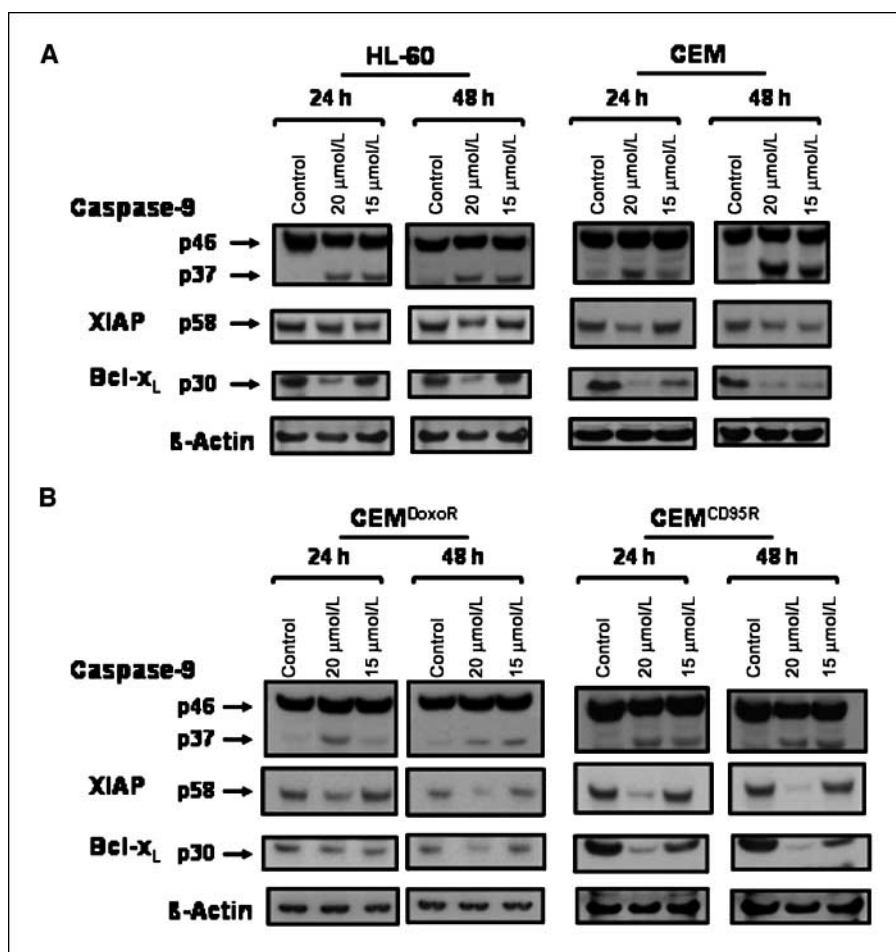 A
HL-60 CEM
24 h 48 h 24 h 48 h
Control 20 µmol/L 15 µmol/L Control 20 µmol/L 15 µmol/L Control 20 µmol/L 15 µmol/L Control 20 µmol/L 15 µmol/L
Caspase-9
p46
p37
XIAP p58
Bcl-xL p30
ß-Actin
B
CEMDoxoR CEMCD95R
24 h 48 h 24 h 48 h
Control 20 µmol/L 15 µmol/L Control 20 µmol/L 15 µmol/L Control 20 µmol/L 15 µmol/L Control 20 µmol/L 15 µmol/L
Caspase-9
p46
p37
XIAP p58
Bcl-xL p30
ß-Actin